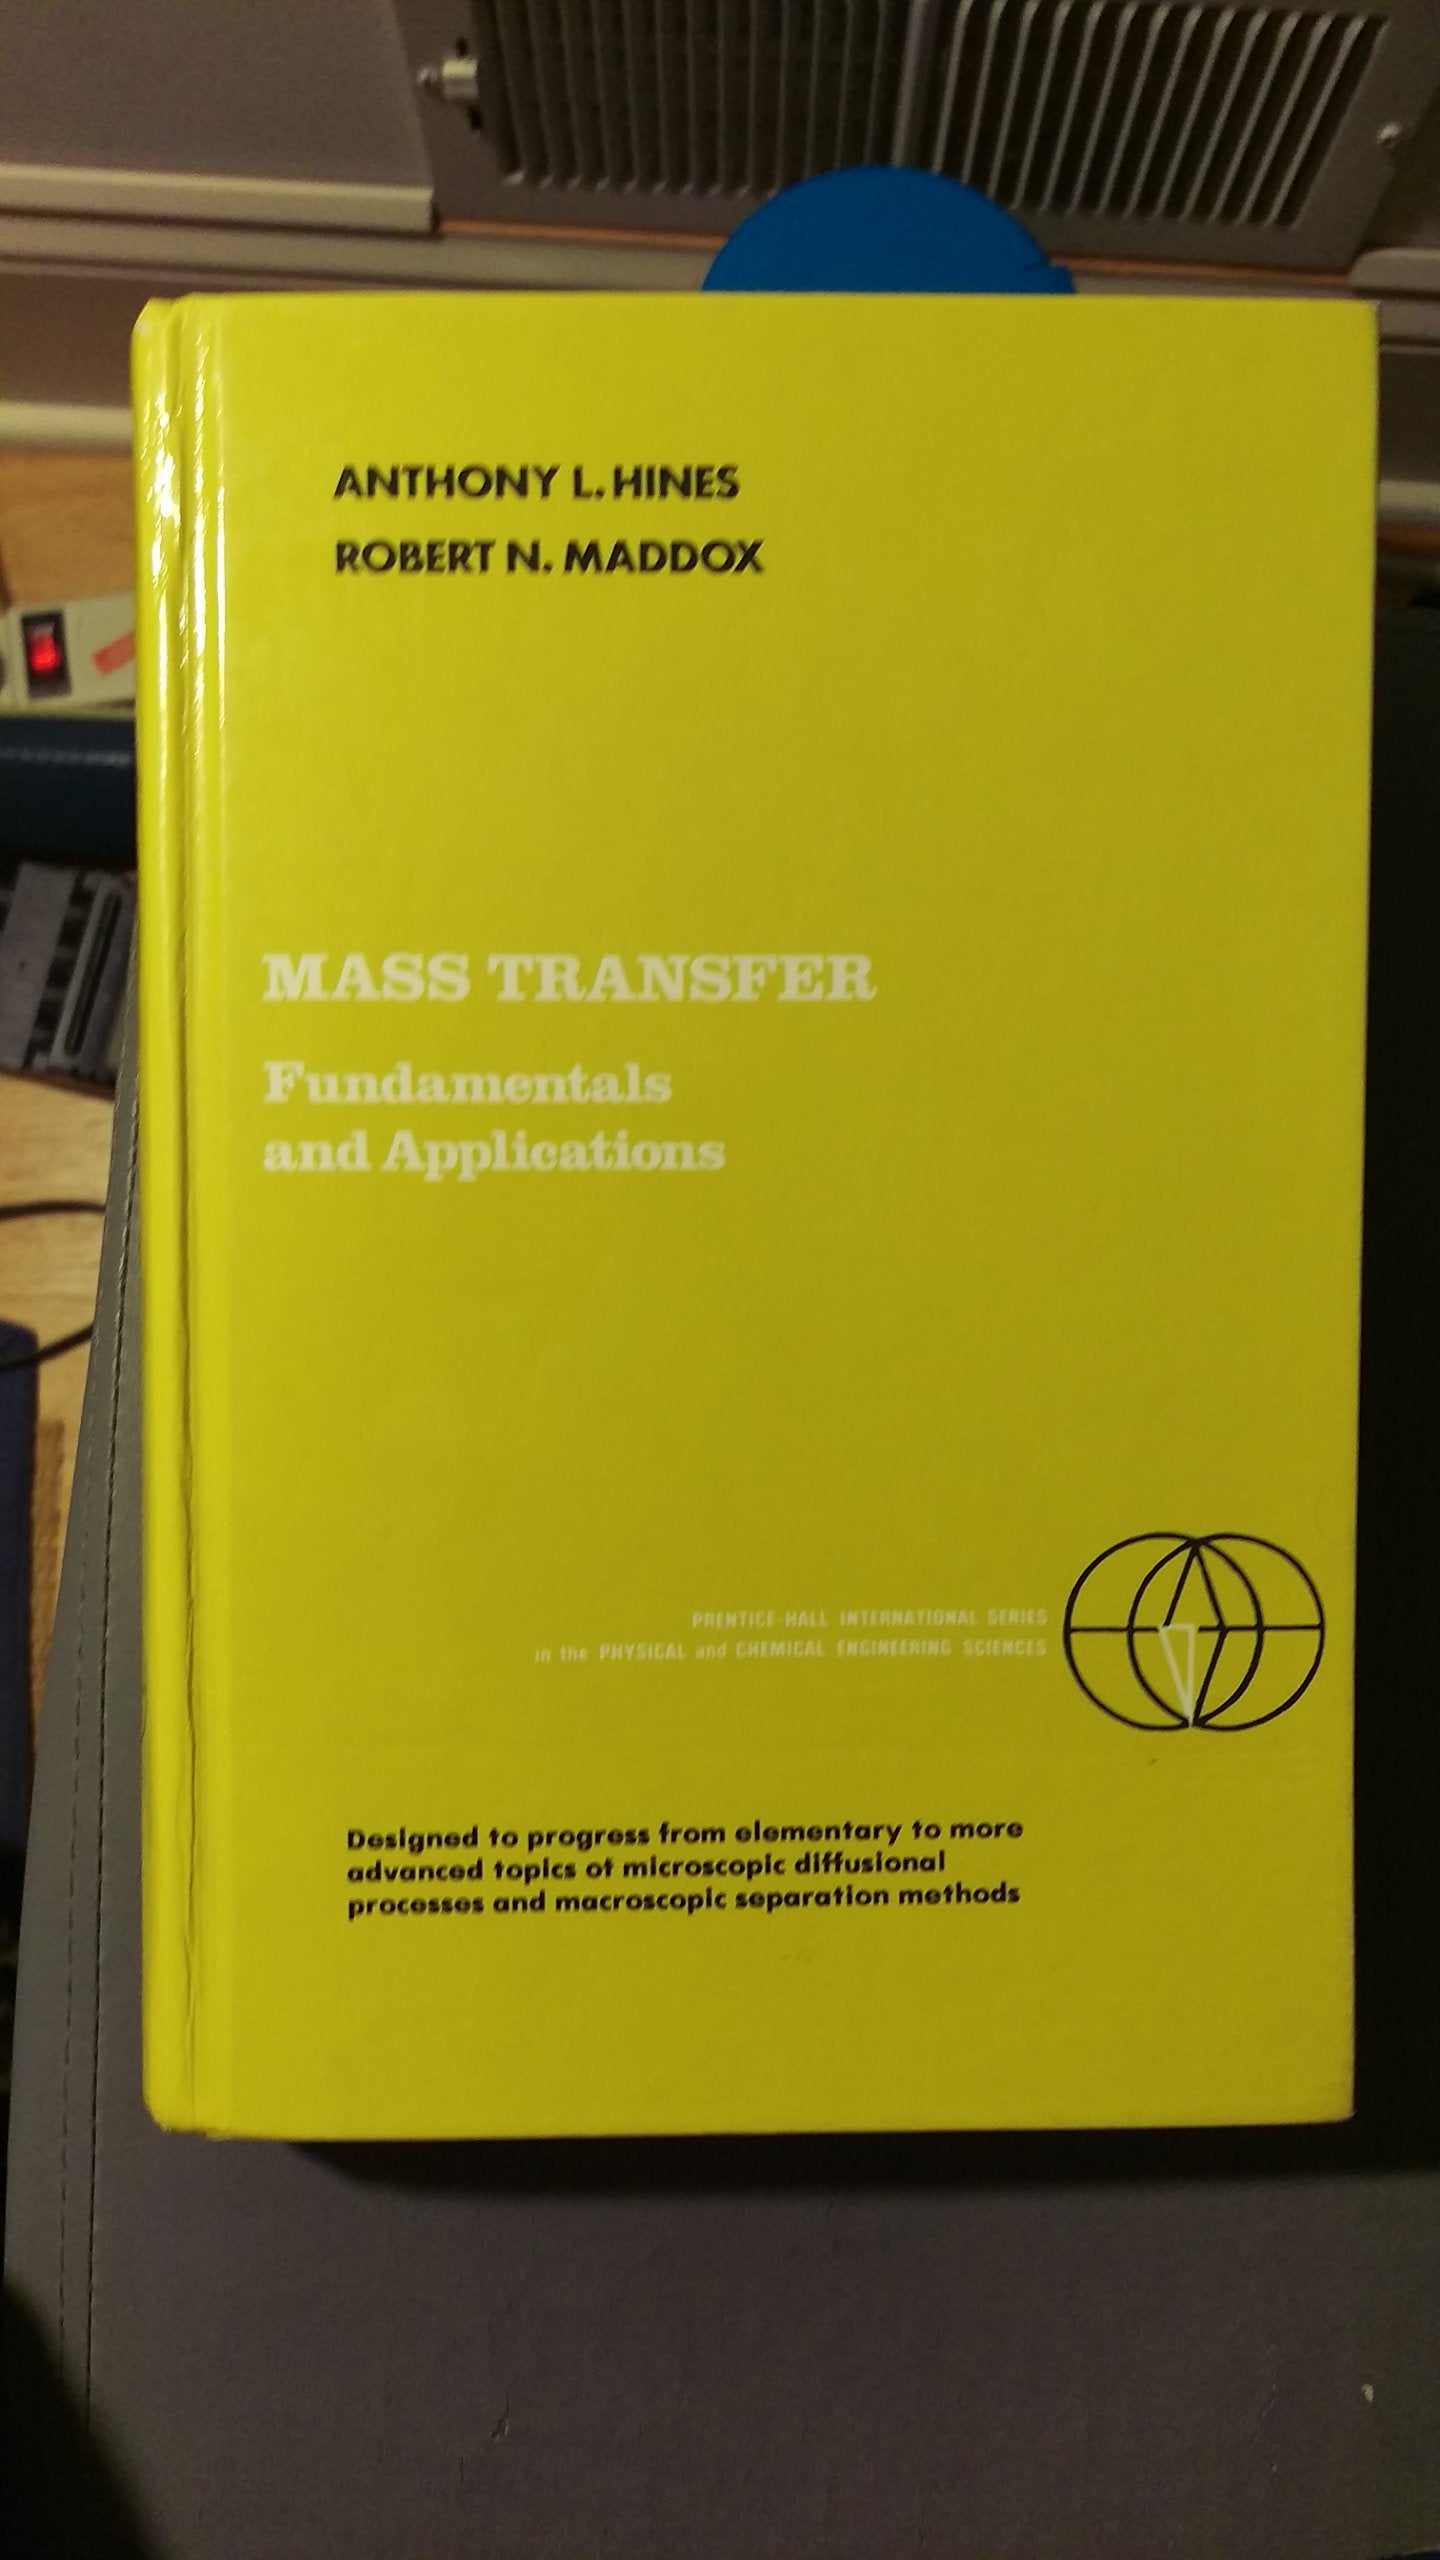 ANTHONY L. HINES
ROBERT N. MADDOX
MASS TRANSFER
Fundamentals
and Applications
PRENTICE-HALL INTERNATIONAL SERIES
in the PHYSICAL and CHEMICAL ENGINEERING SCIENCES
Designed to progress from elementary to more
advanced topics of microscopic diffusional
processes and macroscopic separation methods